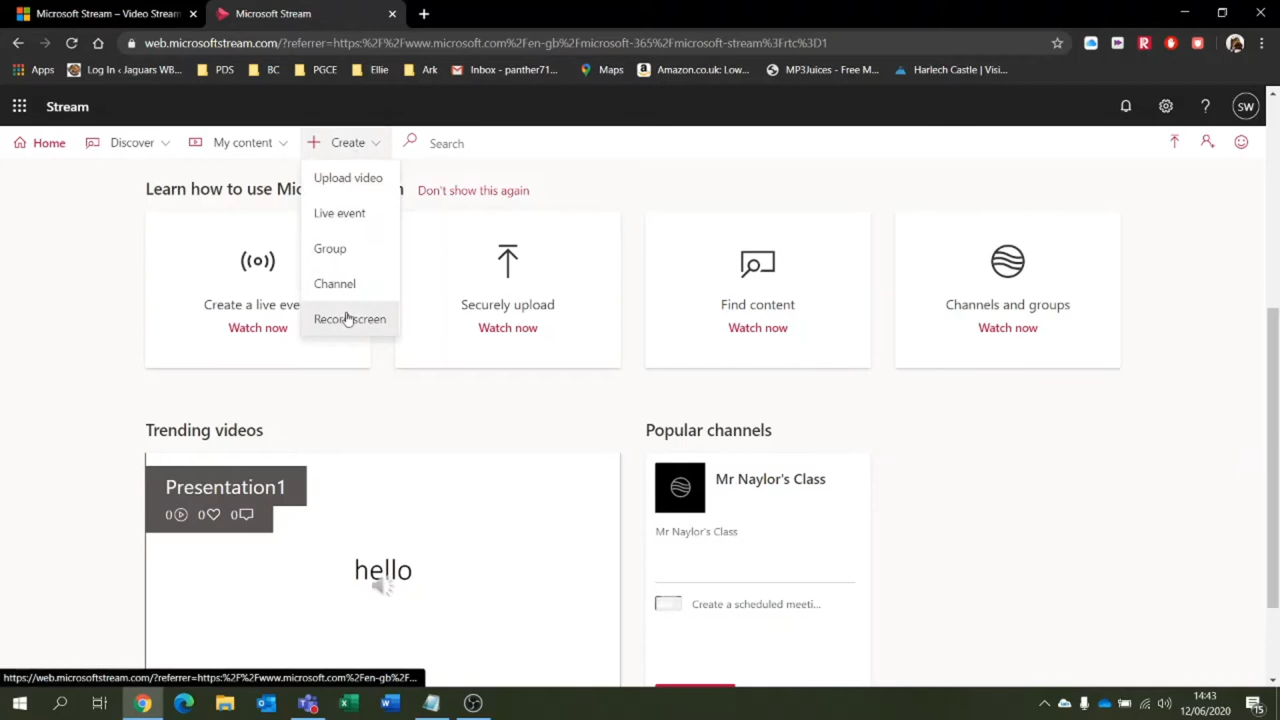 Microsoft Stream – Video Stream
Microsoft Stream
web.microsoftstream.com/?referrer=https:%2F%2Fwww.microsoft.com%2Fen-gb%2Fmicrosoft-365%2Fmicrosoft-stream%3Frtc%3D1
Apps
Log In ‹ Jaguars WB...
PDS
BC
PGCE
Ellie
Ark
Inbox - panther71...
Maps
Amazon.co.uk: Low...
MP3Juices - Free M...
Harlech Castle | Visi...
Stream
SW
Home
Discover
My content
Create
Search
Upload video
Live event
Group
Channel
Record screen
Learn how to use Mic
Don't show this again
Create a live eve
Watch now
Securely upload
Watch now
Find content
Watch now
Channels and groups
Watch now
Trending videos
Popular channels
Presentation1
0 0 0
hello
Mr Naylor's Class
Mr Naylor's Class
Create a scheduled meeti...
https://web.microsoftstream.com/?referrer=https:%2F%2Fwww.microsoft.com%2Fen-gb%2F...
14:43
12/06/2020
15